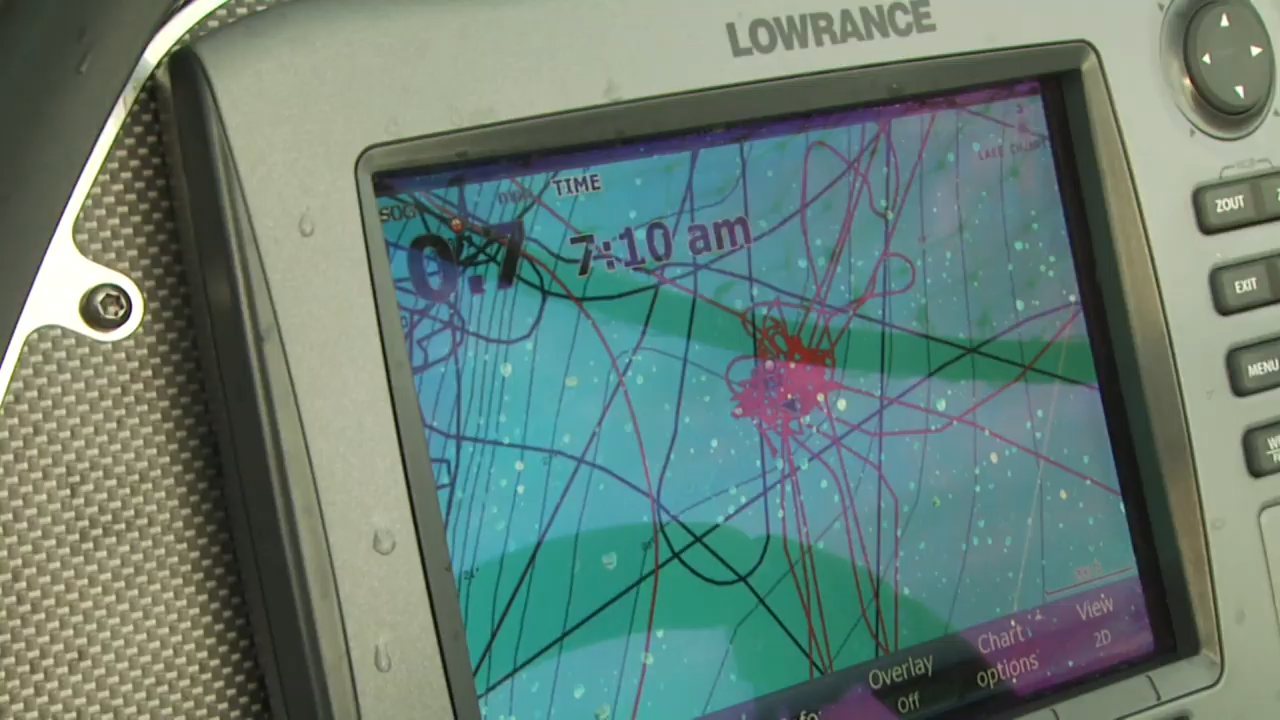 LOWRANCE
TIME
SOG
0.7
7:10 am
ZOUT
EXIT
MENU
View
2D
Chart
options
Overlay
Off